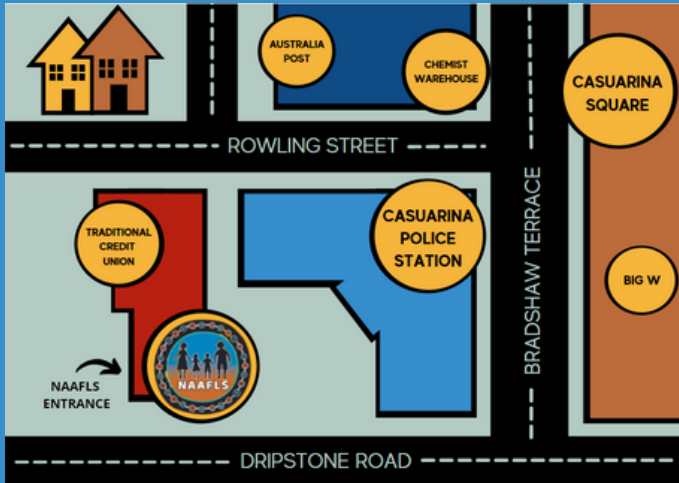 AUSTRALIA
POST
CHEMIST
WAREHOUSE
CASUARINA
SQUARE
ROWLING STREET
TRADITIONAL
CREDIT
UNION
CASUARINA
POLICE
STATION
BRADSHAW TERRACE
BIG W
NAAFLS
NAAFLS
ENTRANCE
DRIPSTONE ROAD